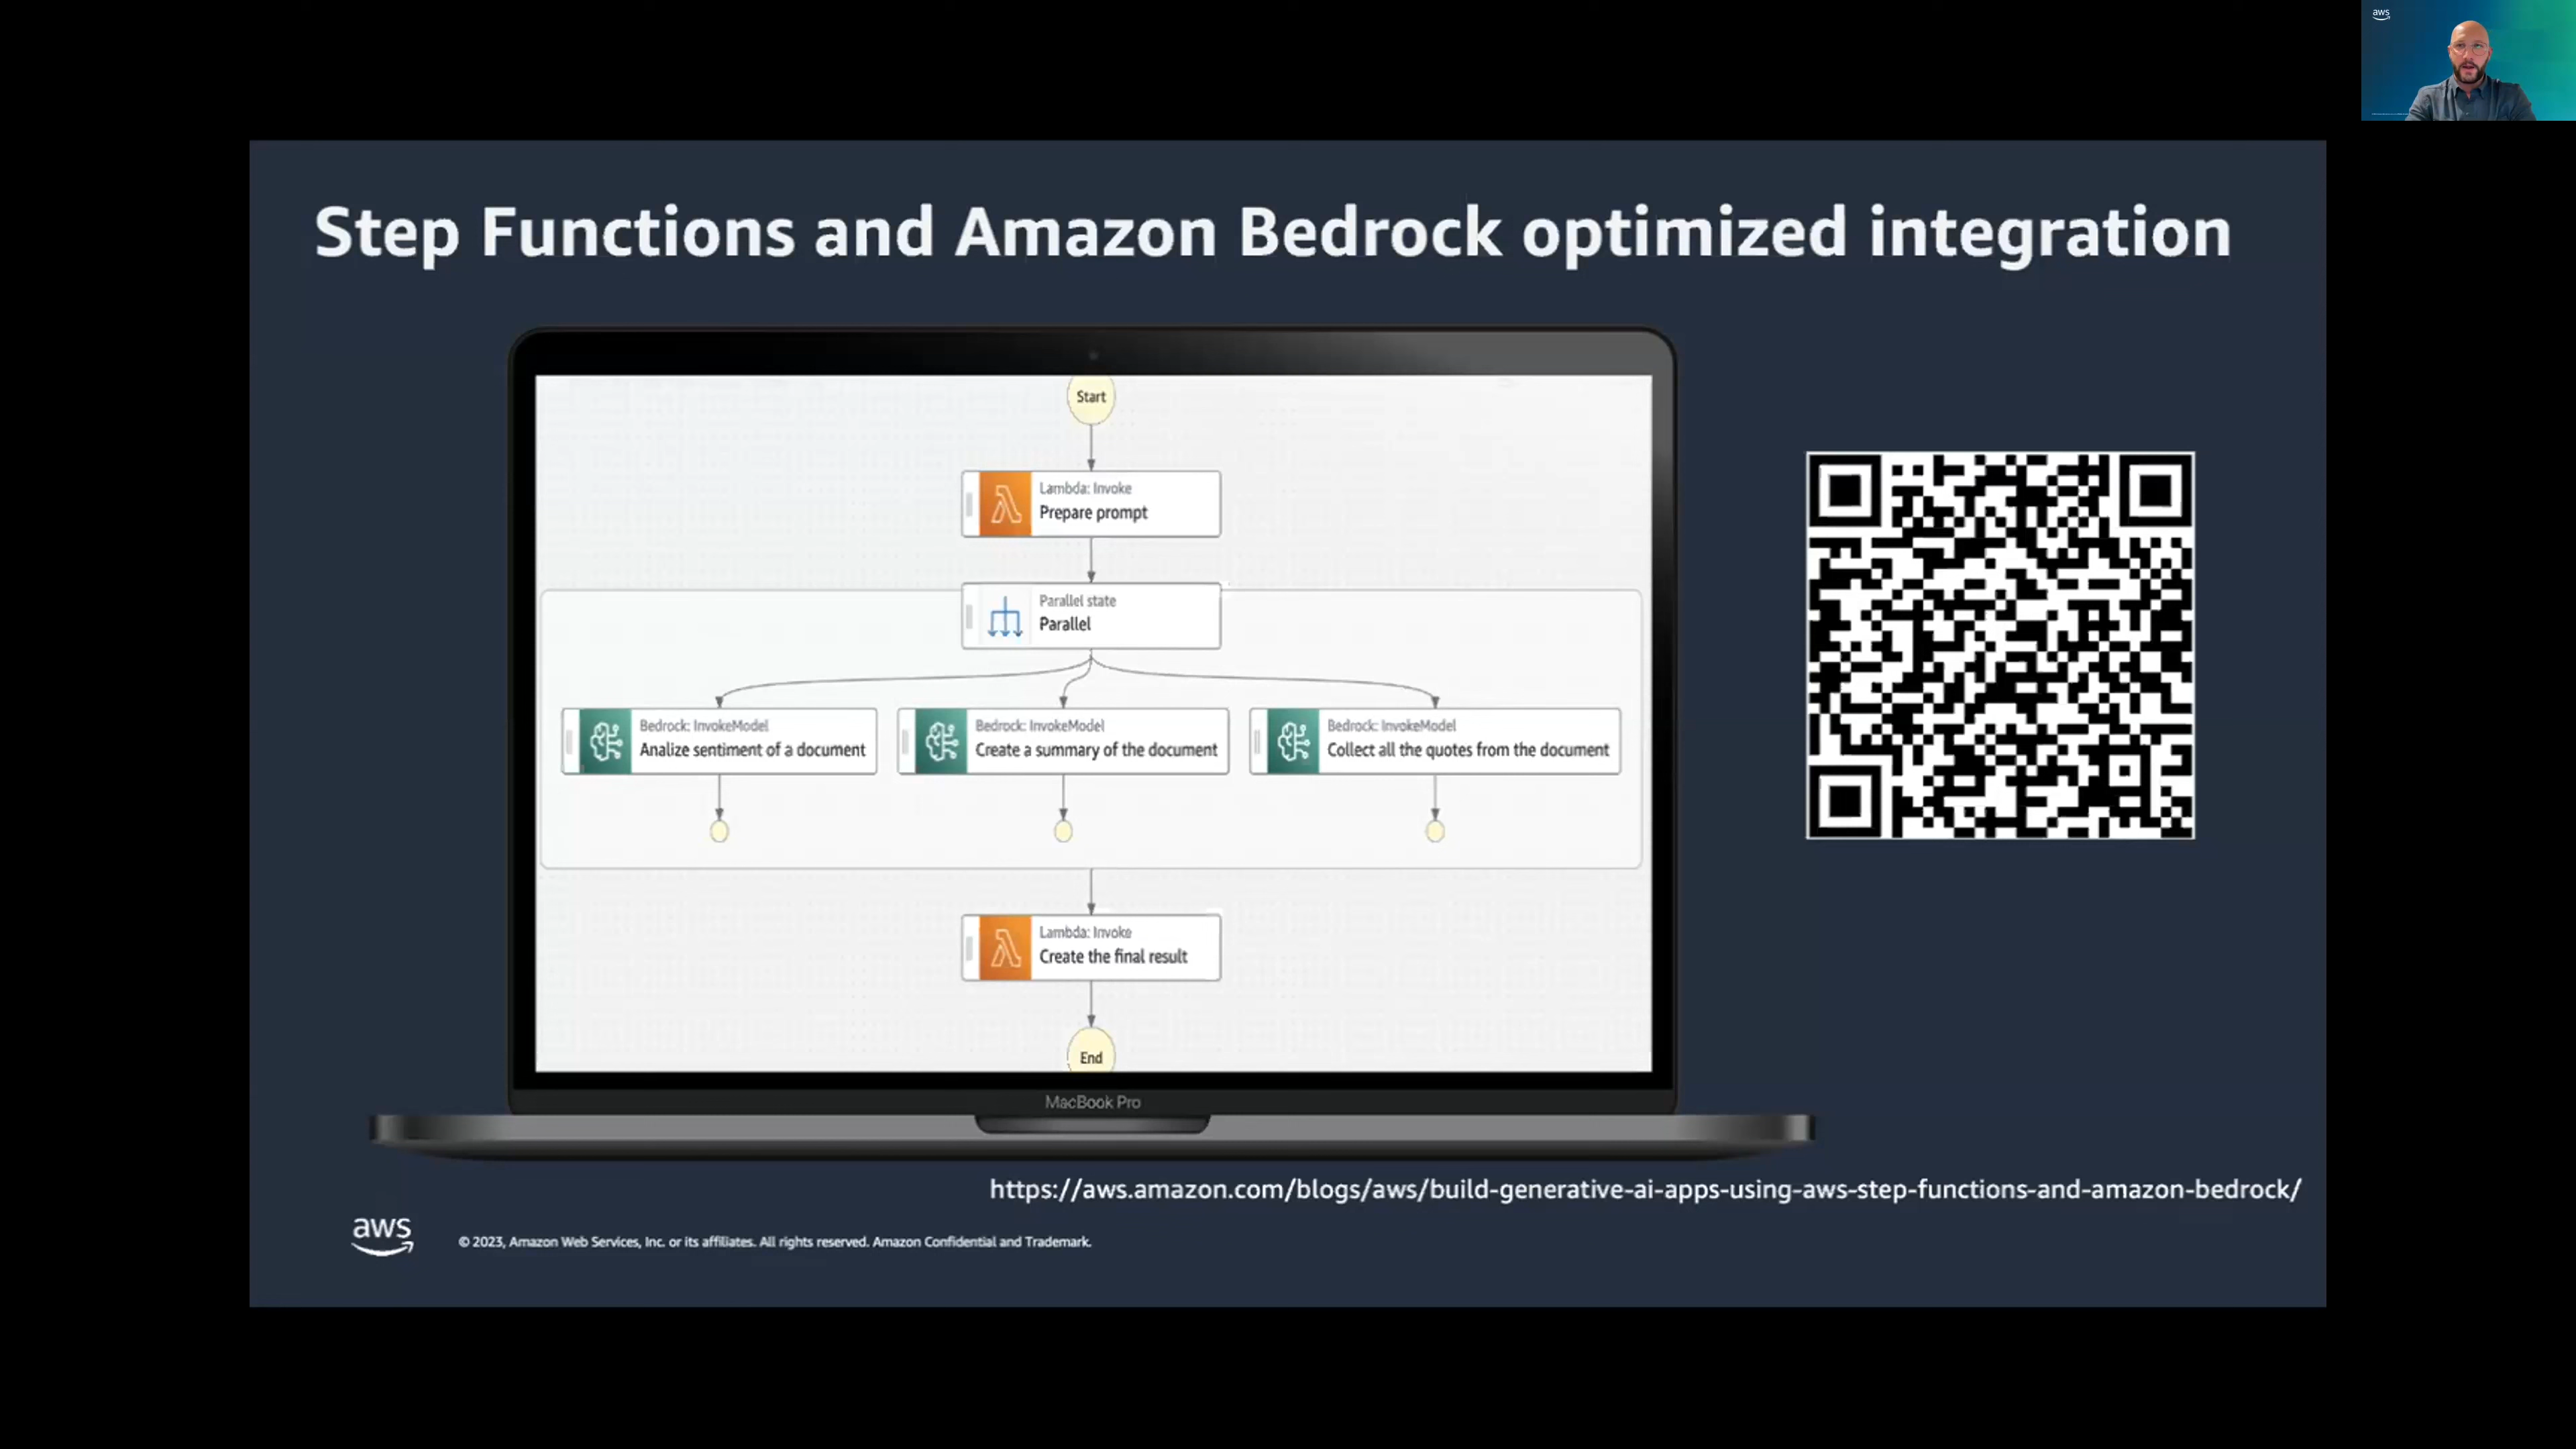 aws
Step Functions and Amazon Bedrock optimized integration
Start
Lambda: Invoke
Prepare prompt
Parallel state
Parallel
Bedrock: InvokeModel
Analize sentiment of a document
Bedrock: InvokeModel
Create a summary of the document
Bedrock: InvokeModel
Collect all the quotes from the document
Lambda: Invoke
Create the final result
End
MacBook Pro
https://aws.amazon.com/blogs/aws/build-generative-ai-apps-using-aws-step-functions-and-amazon-bedrock/
aws
© 2023, Amazon Web Services, Inc. or its affiliates. All rights reserved. Amazon Confidential and Trademark.